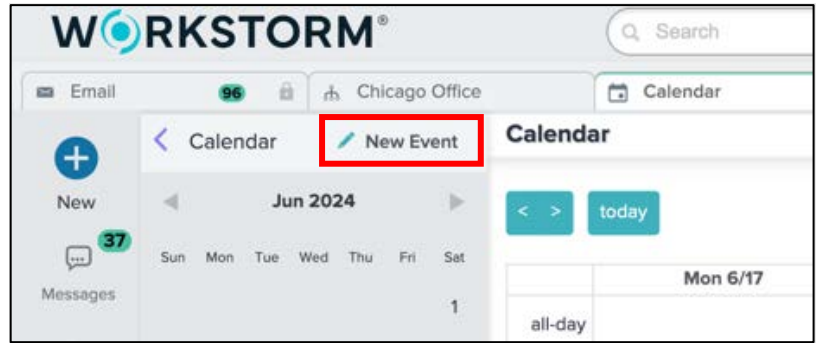 WORKSTORM®
Search
Email 96 Chicago Office Calendar
Calendar New Event Calendar
New
Jun 2024
< > today
37
Sun Mon Tue Wed Thu Fri Sat
Messages
Mon 6/17
1
all-day